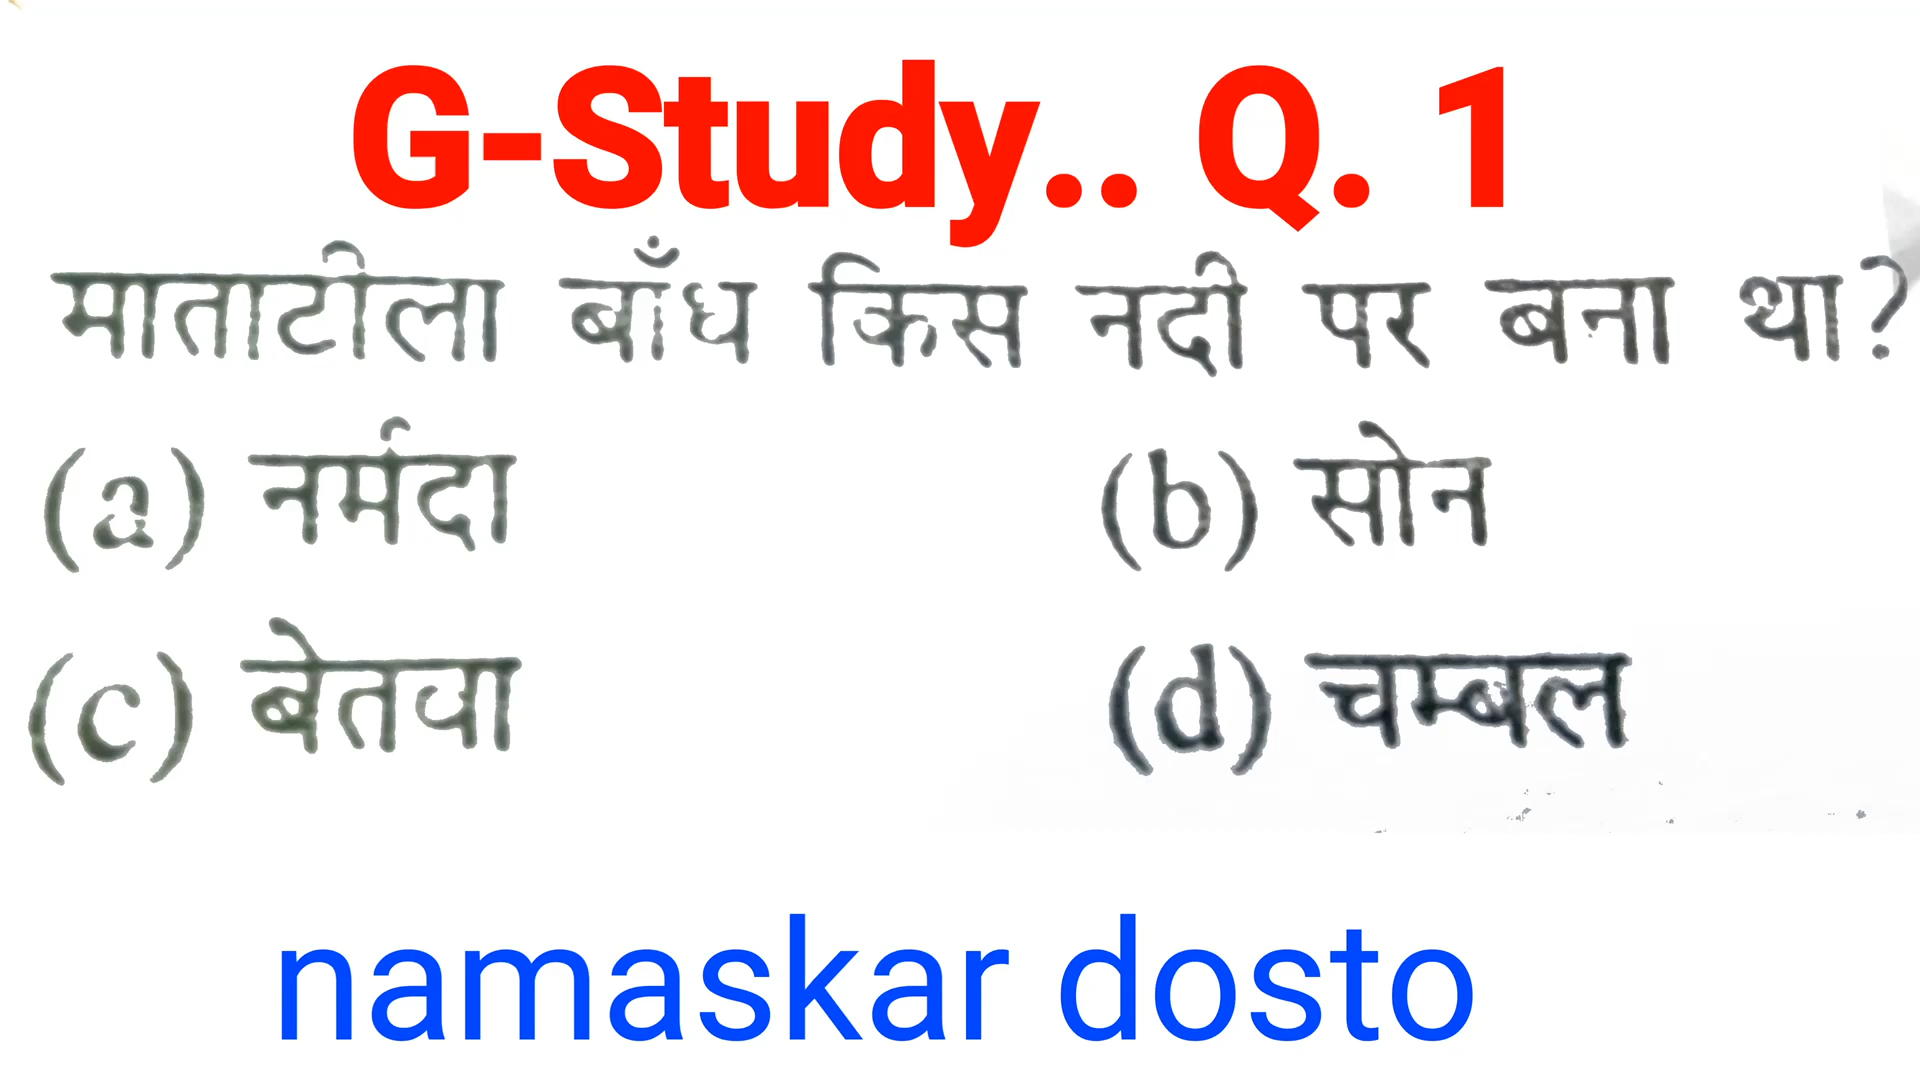 G-Study.. Q. 1
माताटीला बाँध किस नदी पर बना था?
(a) नर्मदा (b) सोन
(c) बेतवा (d) चम्बल
namaskar dosto